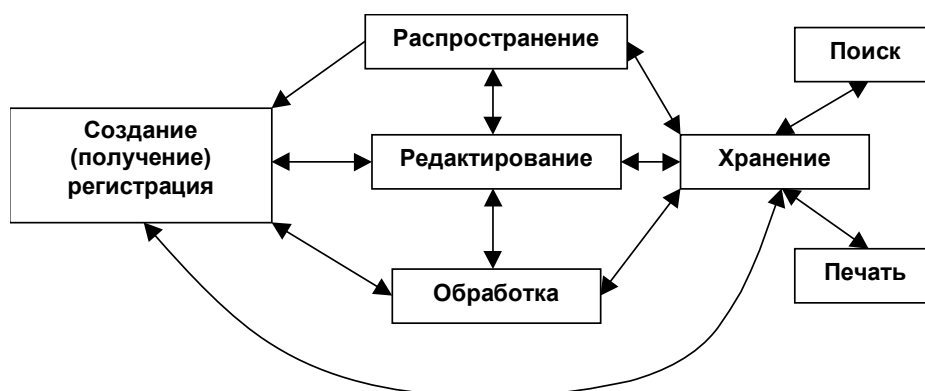 Распространение
Поиск
Создание
(получение)
регистрация
Редактирование
Хранение
Обработка
Печать